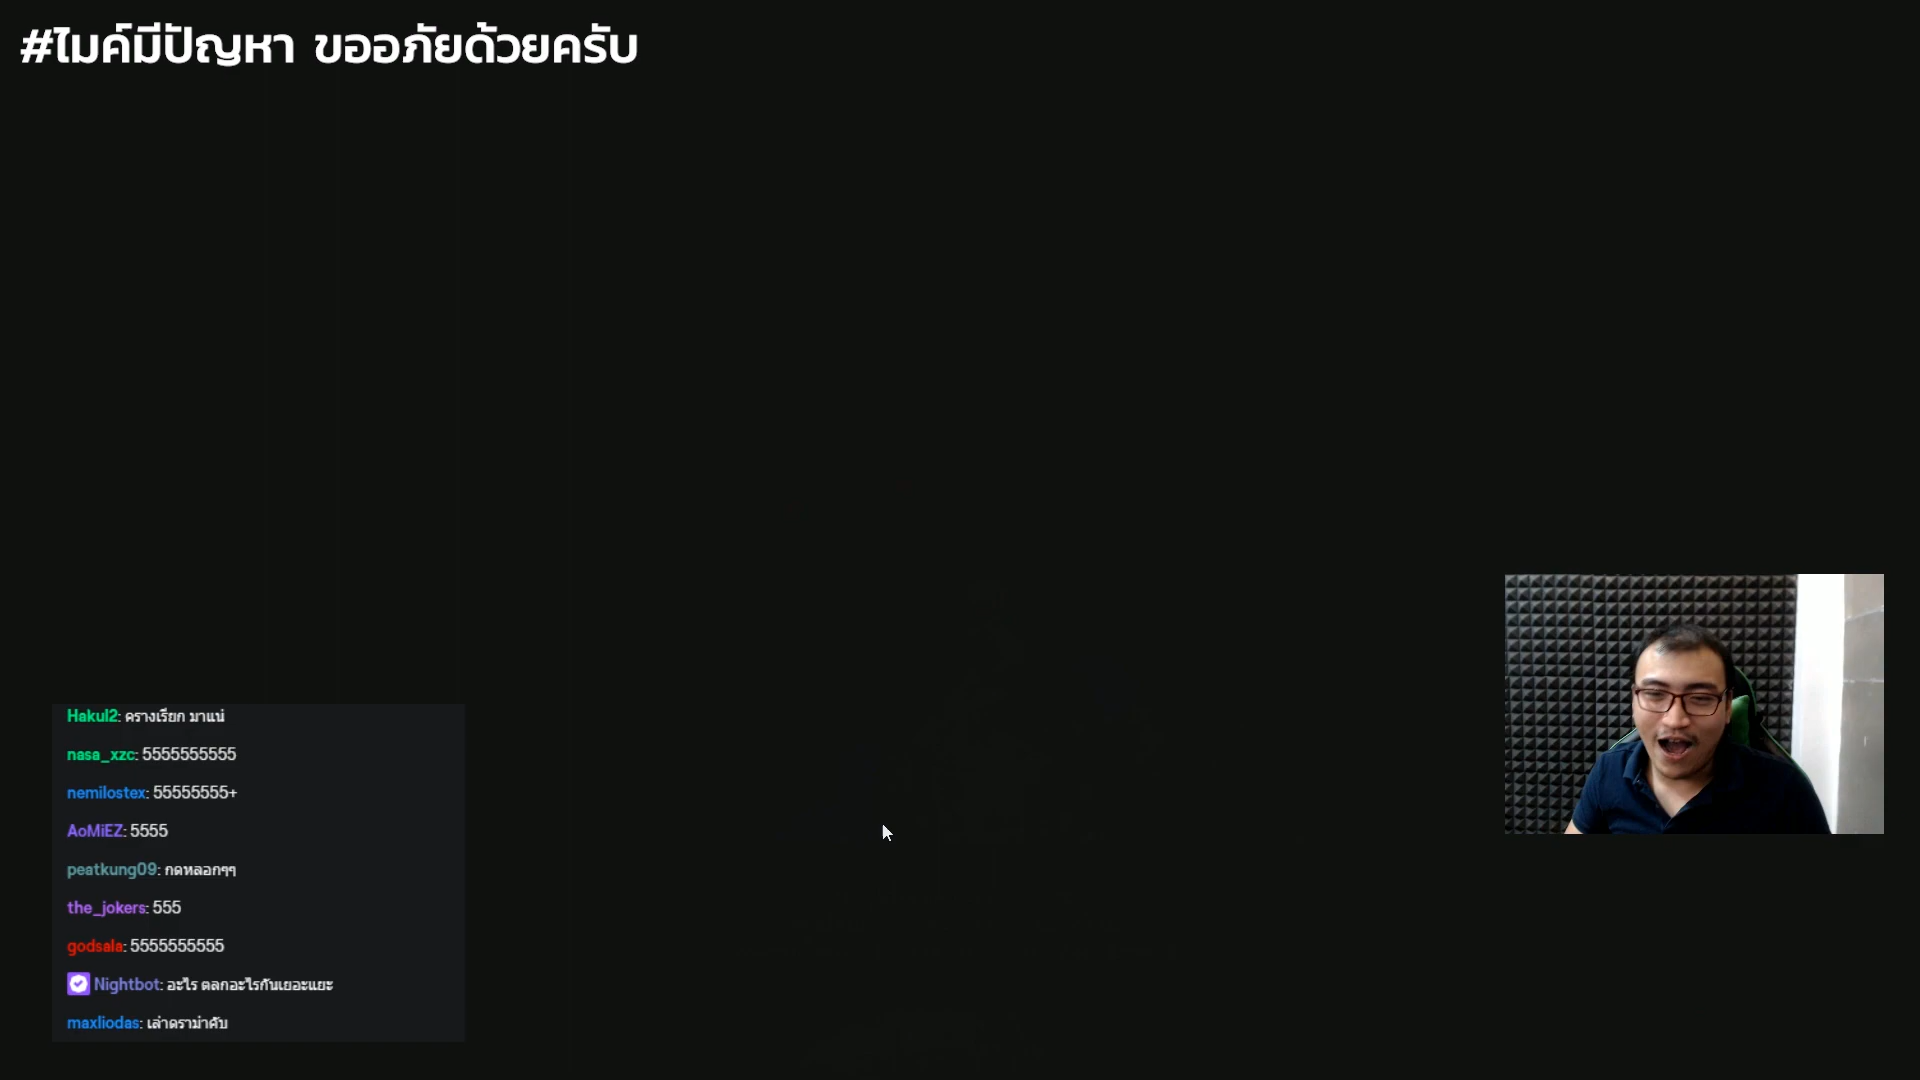 #ไมค์มีปัญหา ขออภัยด้วยครับ
Hakul2: ครางเรียก มาแน่
nasa_xzc: 5555555555
nemilostex: 55555555+
AoMiEZ: 5555
peatkung09: กดหลอกๆๆ
the_jokers: 555
godsala: 5555555555
Nightbot: อะไร ตลกอะไรกันเยอะแยะ
maxliodas: เล่าดราม่าคับ